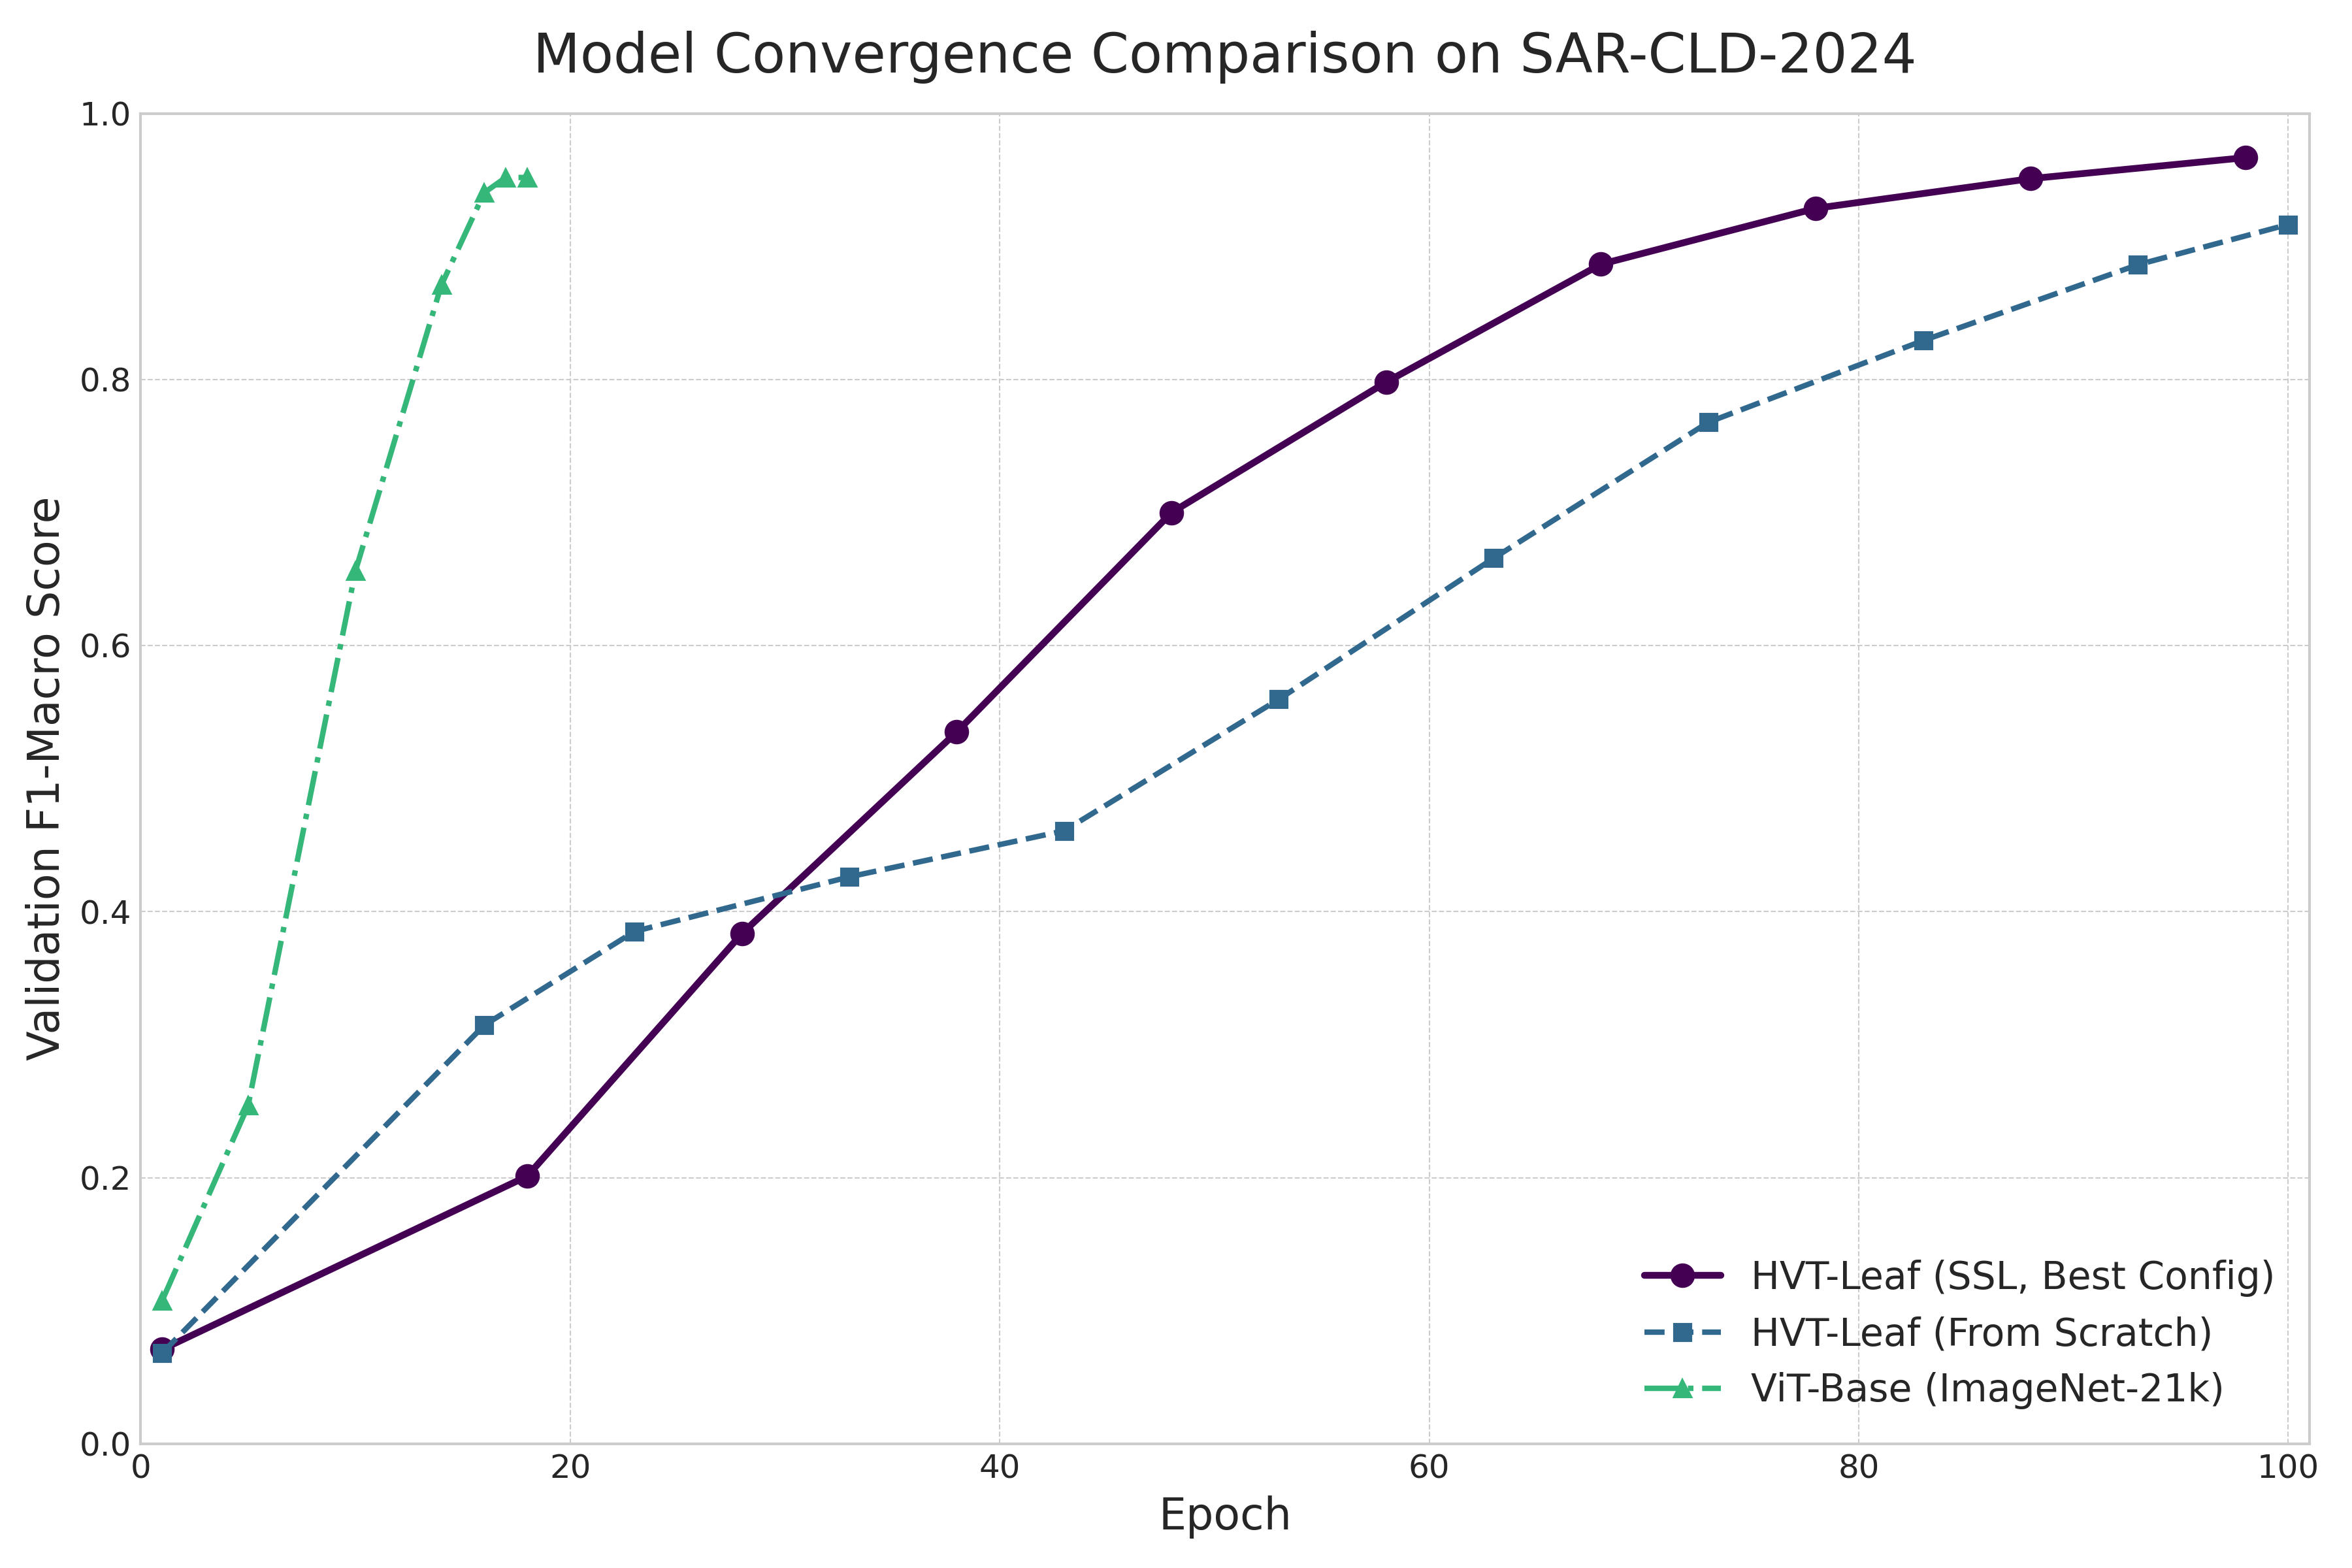 Model Convergence Comparison on SAR-CLD-2024
Validation F1-Macro Score
1.0
0.8
0.6
0.4
0.2
0.0
0 20 40 60 80 100
Epoch
HVT-Leaf (SSL, Best Config)
HVT-Leaf (From Scratch)
ViT-Base (ImageNet-21k)